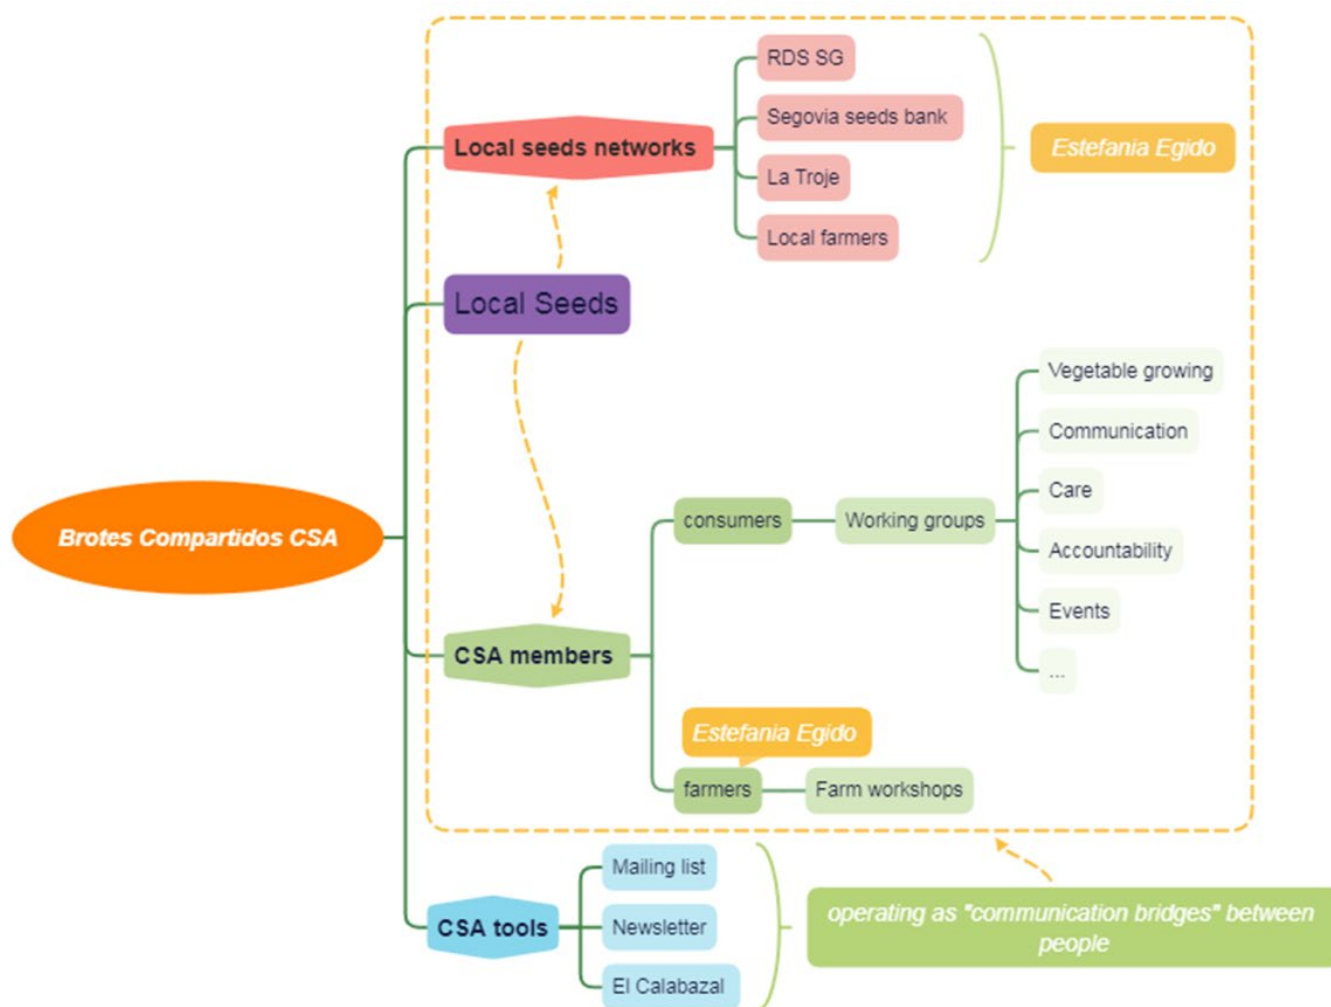 RDS SG
Segovia seeds bank
Local seeds networks
La Troje
Local farmers
Estefania Egido
Local Seeds
Vegetable growing
Communication
Care
consumers
Working groups
Accountability
Events
...
Brotes Compartidos CSA
CSA members
Estefania Egido
farmers
Farm workshops
Mailing list
CSA tools
Newsletter
El Calabazal
operating as "communication bridges" between
people